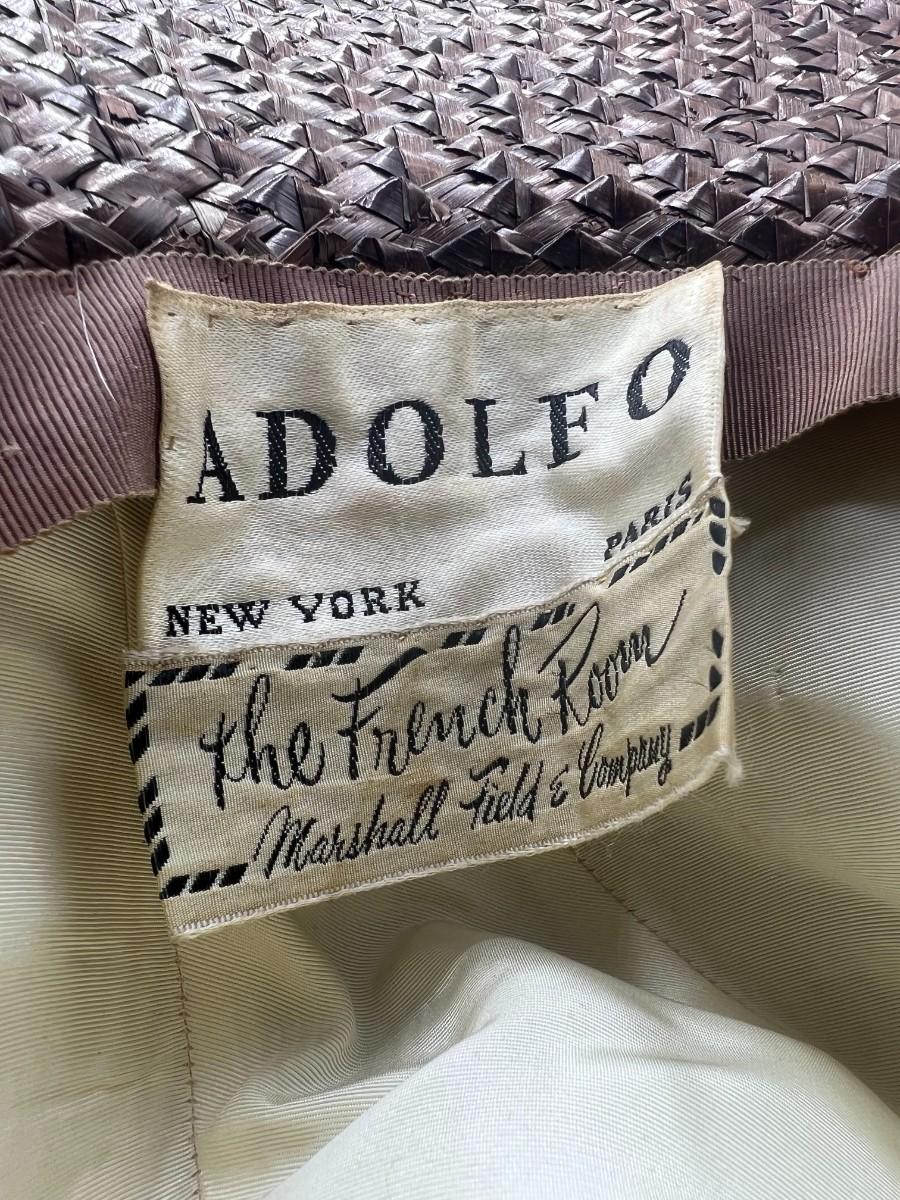 ADOLFO
NEW YORK PARIS
the French Room
Marshall Field & Company